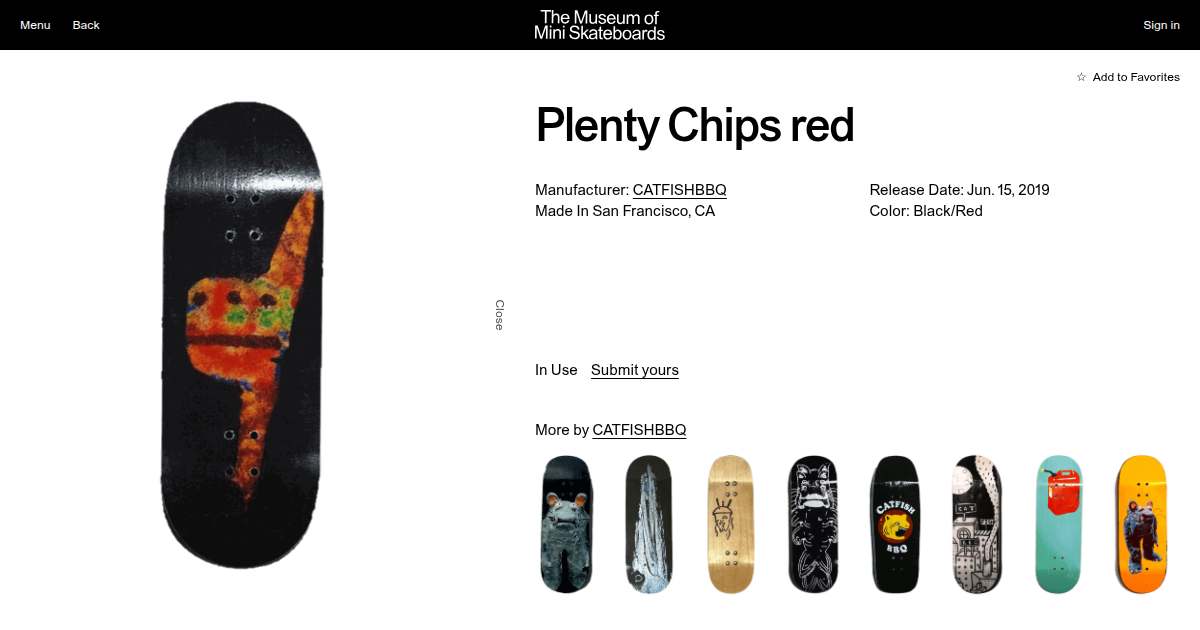 Menu
Back
The Museum of
Mini Skateboards
Sign in
☆ Add to Favorites
Plenty Chips red
Manufacturer: CATFISHBBQ
Made In San Francisco, CA
Release Date: Jun. 15, 2019
Color: Black/Red
Close
In Use Submit yours
More by CATFISHBBQ
CATFISH
BBQ
CAT